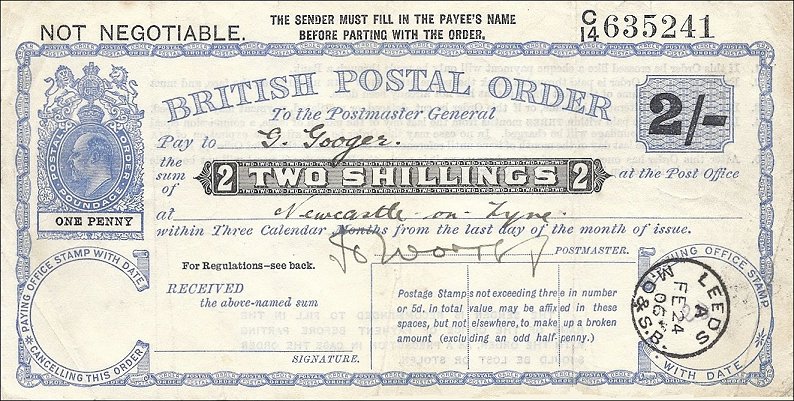 NOT NEGOTIABLE.
THE SENDER MUST FILL IN THE PAYEE'S NAME
BEFORE PARTING WITH THE ORDER.
C/14 635241
BRITISH POSTAL ORDER
2/-
To the Postmaster General
Pay to G. Googer.
the sum of 2 TWO SHILLINGS 2 at the Post Office
POSTAL ORDER
POUNDAGE
ONE PENNY
at Newcastle-on-Tyne.
within Three Calendar Months from the last day of the month of issue.
POSTMASTER.
PAYING OFFICE STAMP WITH DATE
CANCELLING THIS ORDER
For Regulations—see back.
RECEIVED
the above-named sum
SIGNATURE.
Postage Stamps not exceeding three in number
or 5d. in total value may be affixed in these
spaces, but not elsewhere, to make up a broken
amount (excluding an odd half-penny.)
ING OFFICE STAMP
WITH DATE
LEEDS
A
FE 24
06
M.O & S.B.